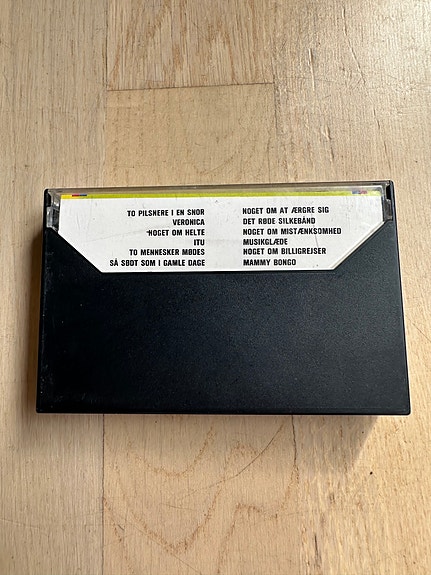 TO PILSNERE I EN SNOR
VERONICA
NOGET OM HELTE
ITU
TO MENNESKER MØDES
SÅ SØDT SOM I GAMLE DAGE
NOGET OM AT ÆRGRE SIG
DET RØDE SILKEBÅND
NOGET OM MISTÆNKSOMHED
MUSIKGLÆDE
NOGET OM BILLIGREJSER
MAMMY BONGO